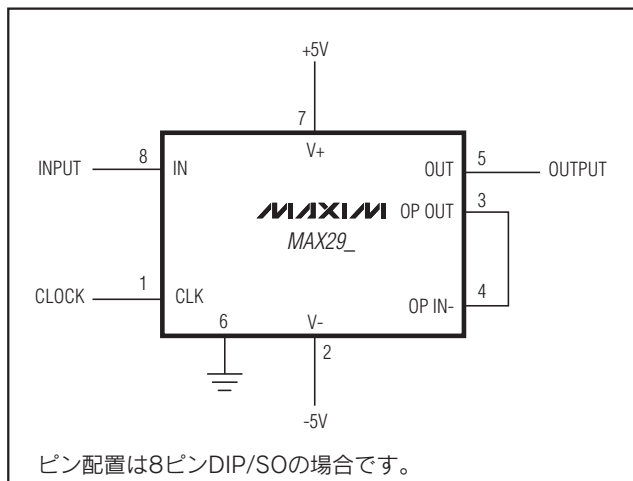 +5V
7
V+
INPUT 8 IN
OUT 5 OUTPUT
MAXIM
OP OUT 3
MAX29_
CLOCK 1 CLK
OP IN- 4
6
V-
2
-5V
ピン配置は8ピンDIP/SOの場合です。